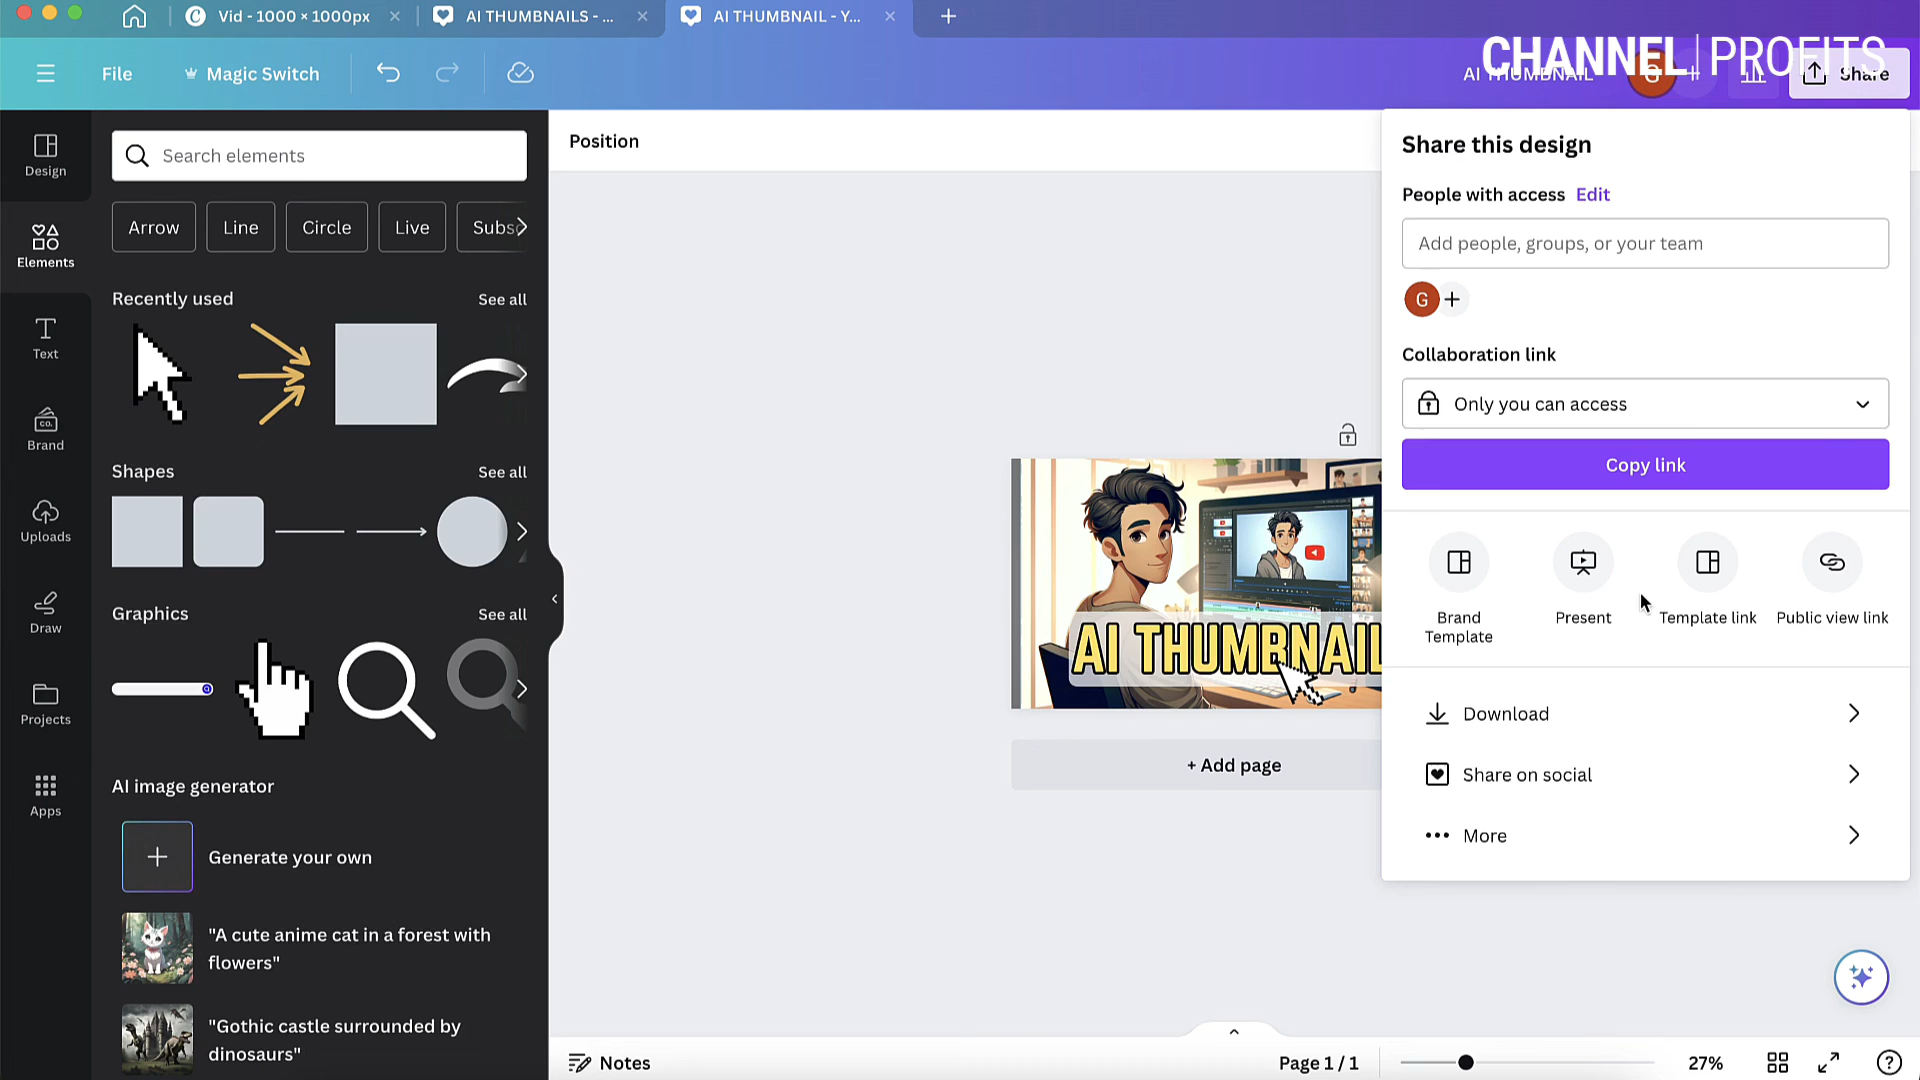 Vid - 1000 × 1000px
AI THUMBNAILS - ...
AI THUMBNAIL - Y...
CHANNEL | PROFITS
File
Magic Switch
AI THUMBNAIL
G
Share
Design
Elements
Text
Brand
Uploads
Draw
Projects
Apps
Search elements
Arrow
Line
Circle
Live
Recently used
See all
Shapes
See all
Graphics
See all
AI image generator
Generate your own
"A cute anime cat in a forest with
flowers"
"Gothic castle surrounded by
dinosaurs"
Position
AI THUMBNAIL
+ Add page
Share this design
People with access Edit
Add people, groups, or your team
G
Collaboration link
Only you can access
Copy link
Brand
Template
Present
Template link
Public view link
Download
Share on social
More
Notes
Page 1 / 1
27%